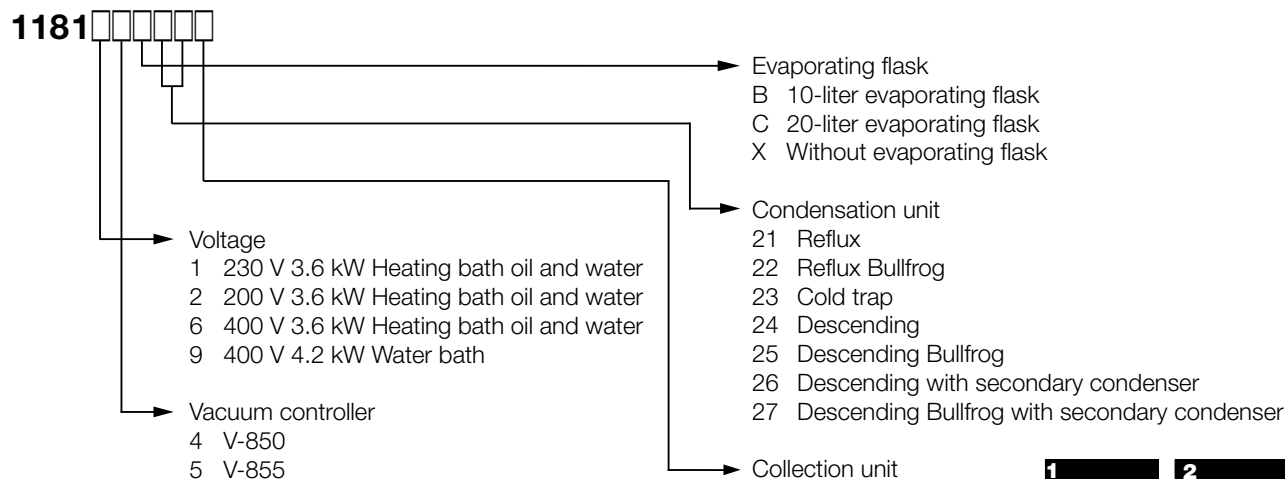 1181
Evaporating flask
B 10-liter evaporating flask
C 20-liter evaporating flask
X Without evaporating flask
Condensation unit
21 Reflux
22 Reflux Bullfrog
23 Cold trap
24 Descending
25 Descending Bullfrog
26 Descending with secondary condenser
27 Descending Bullfrog with secondary condenser
Voltage
1 230 V 3.6 kW Heating bath oil and water
2 200 V 3.6 kW Heating bath oil and water
6 400 V 3.6 kW Heating bath oil and water
9 400 V 4.2 kW Water bath
Vacuum controller
4 V-850
5 V-855
Collection unit
1 2